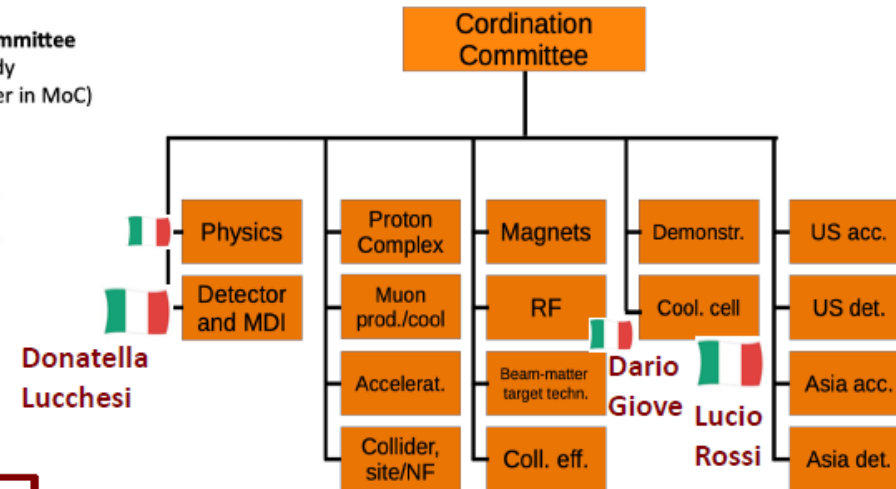 mmittee
dy
er in MoC)
Cordination
Committee
Physics
Detector
and MDI
Donatella
Lucchesi
Proton
Complex
Muon
prod./cool
Accelerat.
Collider,
site/NF
Magnets
RF
Beam-matter
target techn.
Coll. eff.
Demonstr.
Cool. cell
Dario
Giove
Lucio
Rossi
US acc.
US det.
Asia acc.
Asia det.